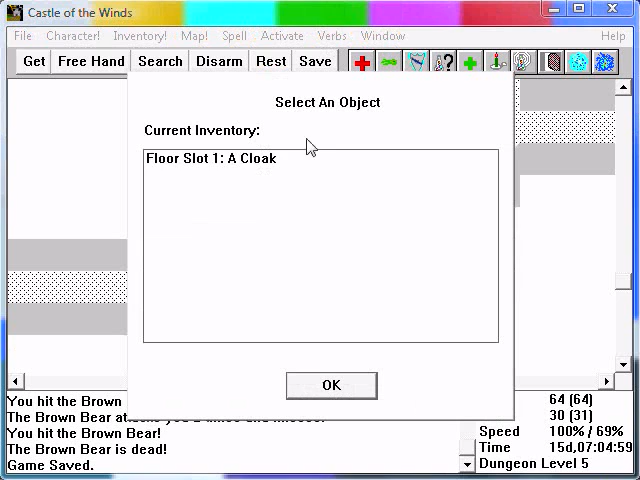 Castle of the Winds
File Character! Inventory! Map! Spell Activate Verbs Window Help
Get Free Hand Search Disarm Rest Save
Select An Object
Current Inventory:
Floor Slot 1: A Cloak
OK
You hit the Brown
The Brown Bear
You hit the Brown Bear!
The Brown Bear is dead!
Game Saved.
64 (64)
30 (31)
Speed 100% / 69%
Time 15d,07:04:59
Dungeon Level 5